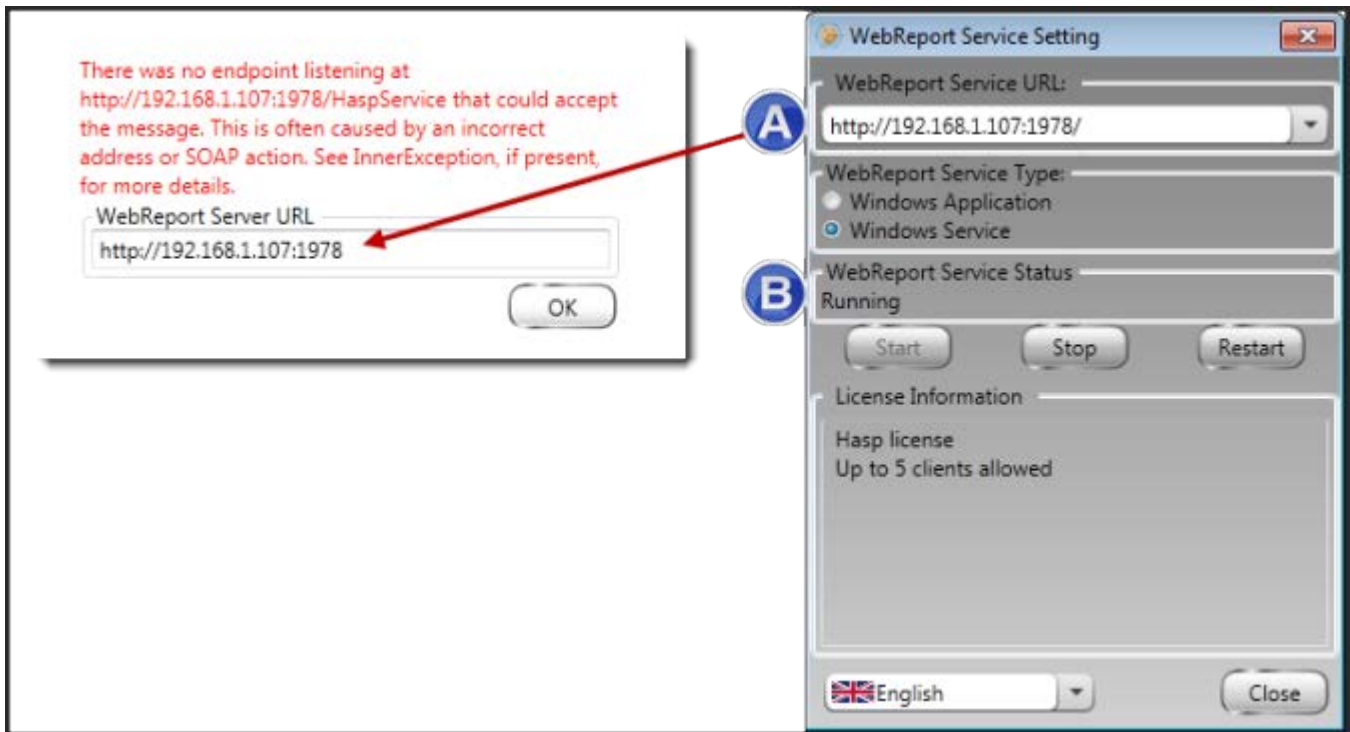 There was no endpoint listening at
http://192.168.1.107:1978/HaspService that could accept
the message. This is often caused by an incorrect
address or SOAP action. See InnerException, if present,
for more details.
WebReport Server URL
http://192.168.1.107:1978
OK
A
B
WebReport Service Setting
WebReport Service URL:
http://192.168.1.107:1978/
WebReport Service Type:
Windows Application
Windows Service
WebReport Service Status
Running
Start Stop Restart
License Information
Hasp license
Up to 5 clients allowed
English Close